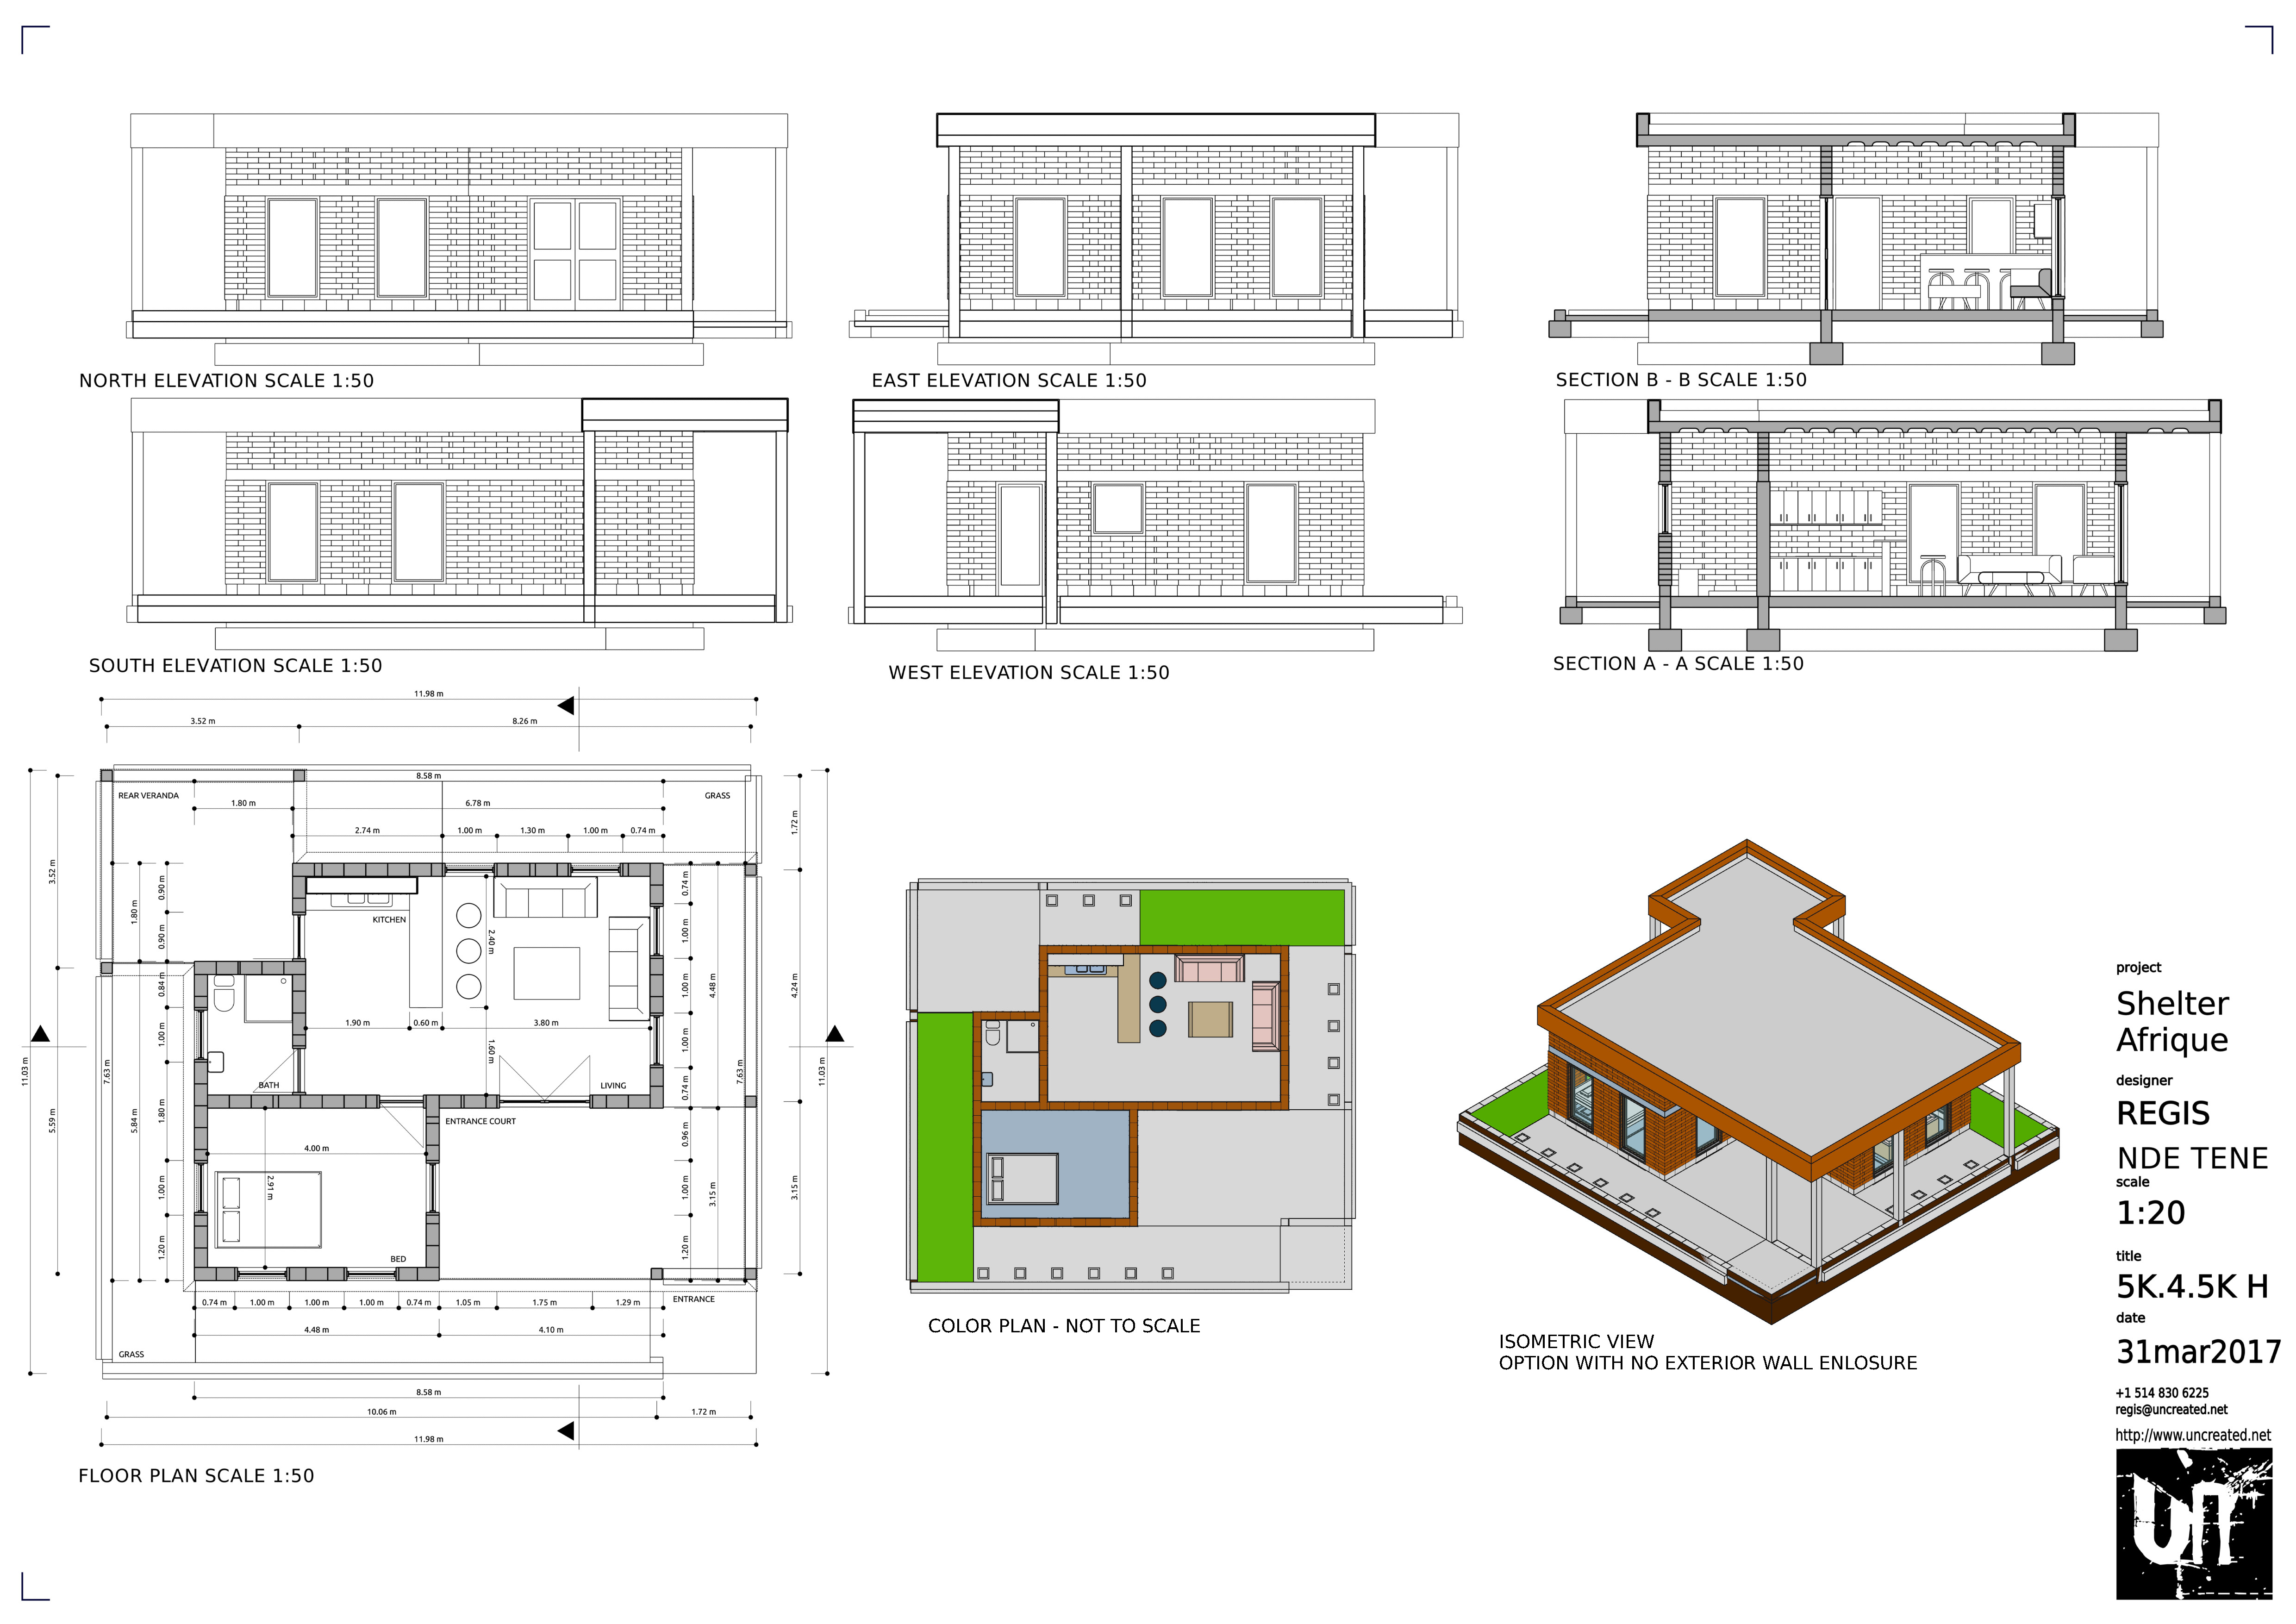 NORTH ELEVATION SCALE 1:50
EAST ELEVATION SCALE 1:50
SECTION B - B SCALE 1:50
SOUTH ELEVATION SCALE 1:50
WEST ELEVATION SCALE 1:50
SECTION A - A SCALE 1:50
11.98 m
3.52 m
8.26 m
8.58 m
REAR VERANDA
GRASS
1.80 m
6.78 m
2.74 m
1.00 m
1.30 m
1.00 m
0.74 m
1.72 m
3.52 m
0.90 m
1.80 m
0.90 m
0.74 m
KITCHEN
2.40 m
1.00 m
0.84 m
1.00 m
4.48 m
4.24 m
1.90 m
0.60 m
3.80 m
1.00 m
1.60 m
1.00 m
11.03 m
7.63 m
BATH
LIVING
0.74 m
7.63 m
11.03 m
5.59 m
5.84 m
1.80 m
ENTRANCE COURT
0.96 m
4.00 m
2.91 m
1.00 m
1.00 m
3.15 m
3.15 m
1.20 m
BED
1.20 m
0.74 m
1.00 m
1.00 m
1.00 m
0.74 m
1.05 m
1.75 m
1.29 m
ENTRANCE
4.48 m
4.10 m
GRASS
8.58 m
10.06 m
1.72 m
11.98 m
FLOOR PLAN SCALE 1:50
COLOR PLAN - NOT TO SCALE
ISOMETRIC VIEW
OPTION WITH NO EXTERIOR WALL ENLOSURE
project
Shelter
Afrique
designer
REGIS
NDE TENE
scale
1:20
title
5K.4.5K H
date
31mar2017
+1 514 830 6225
regis@uncreated.net
http://www.uncreated.net
un